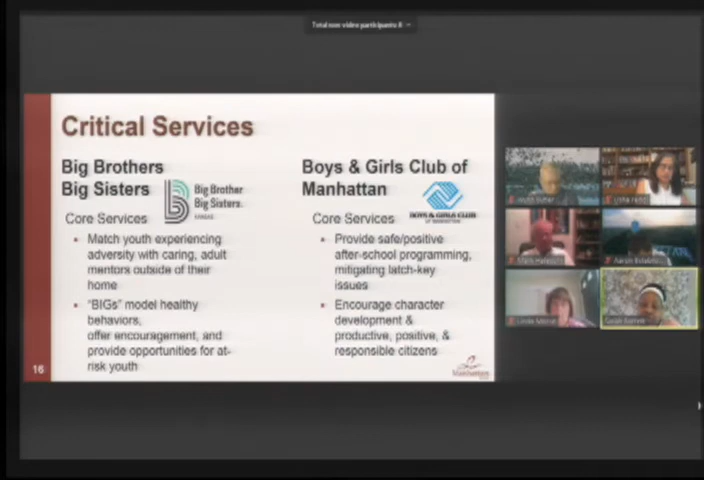 Total non video participants 8
Critical Services
Big Brothers
Big Sisters
Big Brother
Big Sisters.
KANSAS
Core Services
Match youth experiencing
adversity with caring, adult
mentors outside of their
home
"BIGs" model healthy
behaviors,
offer encouragement, and
provide opportunities for at-
risk youth
Boys & Girls Club of
Manhattan
BOYS & GIRLS CLUB
OF MANHATTAN
Core Services
Provide safe/positive
after-school programming,
mitigating latch-key
issues
Encourage character
development &
productive, positive, &
responsible citizens
16
Manhattan